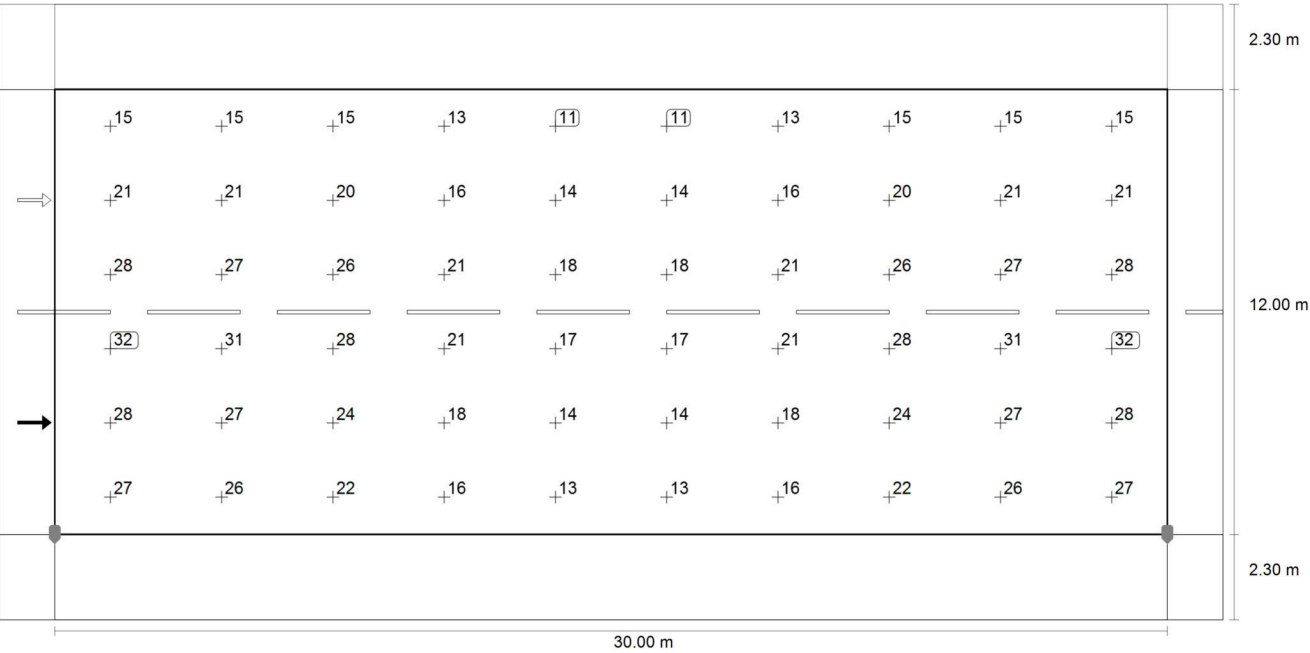 2.30 m
15 15 15 13 11 11 13 15 15 15
21 21 20 16 14 14 16 20 21 21
28 27 26 21 18 18 21 26 27 28
12.00 m
32 31 28 21 17 17 21 28 31 32
28 27 24 18 14 14 18 24 27 28
27 26 22 16 13 13 16 22 26 27
2.30 m
30.00 m